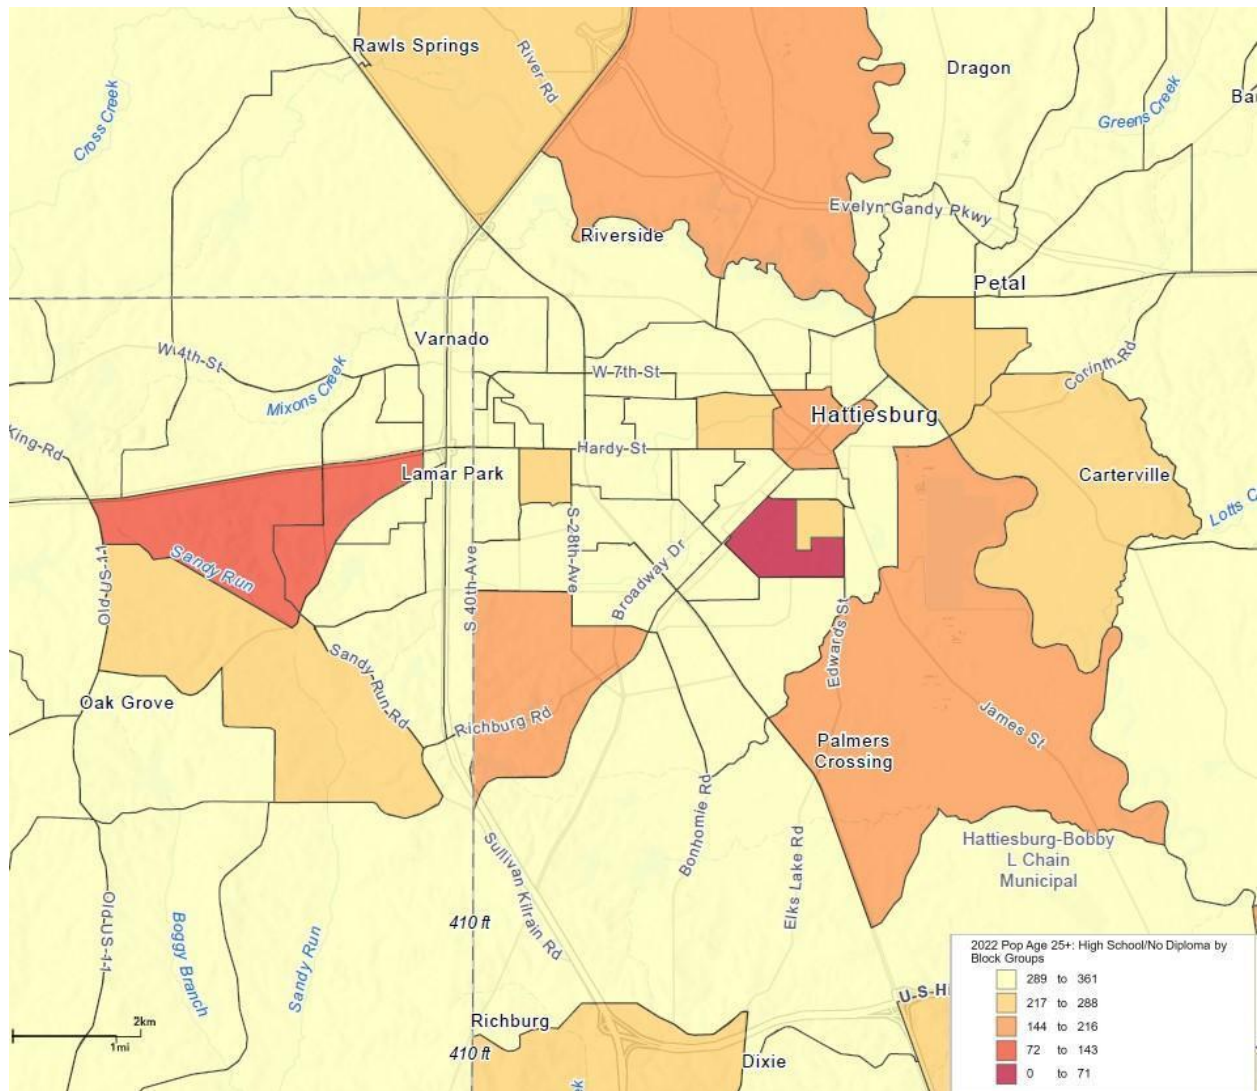 Rawls Springs
River Rd
Dragon
Cross Creek
Greens Creek
Ba
Evelyn Gandy Pkwy
Riverside
Petal
Varnado
W 4th St
Mixons Creek
W 7th St
Corinth Rd
Hattiesburg
King Rd
Hardy St
Lamar Park
Carterville
Lotts C
S 28th Ave
Sandy Run
Old US 11
S 40th Ave
Broadway Dr
Edwards St
Sandy Run Rd
Oak Grove
Richburg Rd
James St
Palmers
Crossing
Bonhomie Rd
Elks Lake Rd
Hattiesburg-Bobby
L Chain
Municipal
Sullivan Kilrain Rd
Old US 11
Boggy Branch
Sandy Run
410 ft
U S H
2km
1mi
Richburg
410 ft
Dixie
ek
2022 Pop Age 25+: High School/No Diploma by
Block Groups
289 to 361
217 to 288
144 to 216
72 to 143
0 to 71